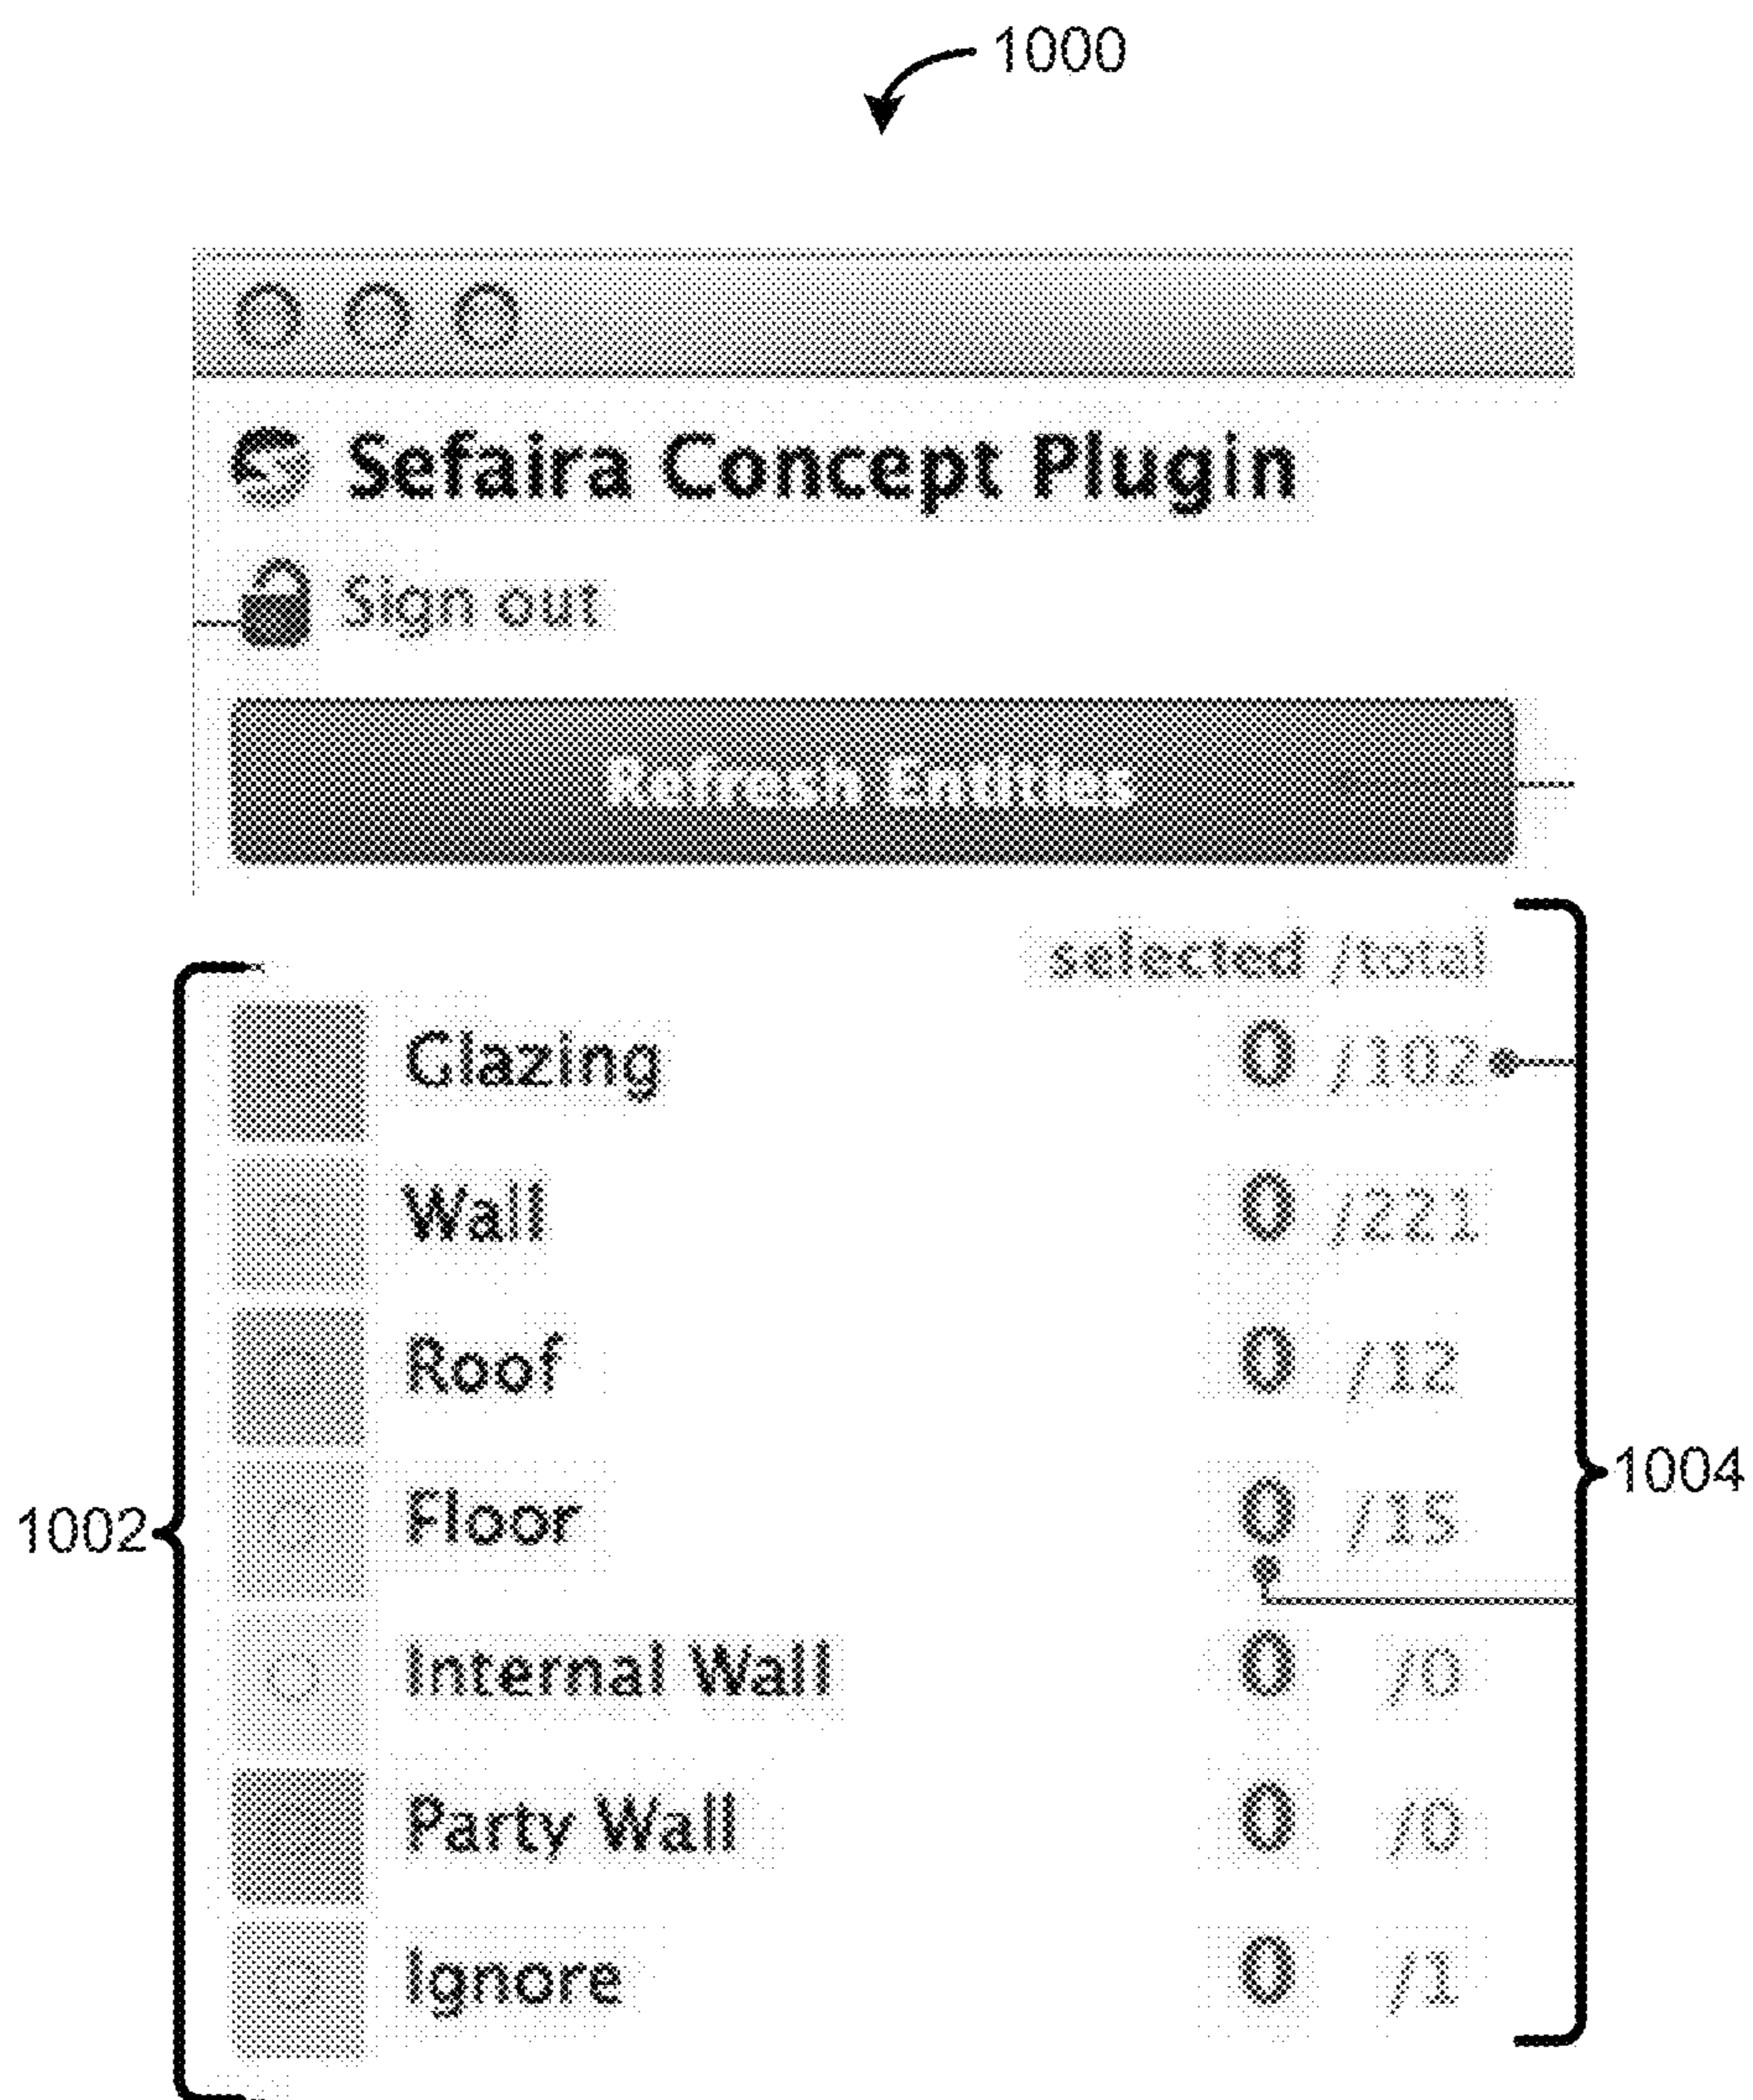 1000
Sefaira Concept Plugin
Sign out
Refresh Entities
selected /total
Glazing 0 /102
Wall 0 /221
Roof 0 /12
Floor 0 /15
1002
1004
Internal Wall 0 /0
Party Wall 0 /0
Ignore 0 /1